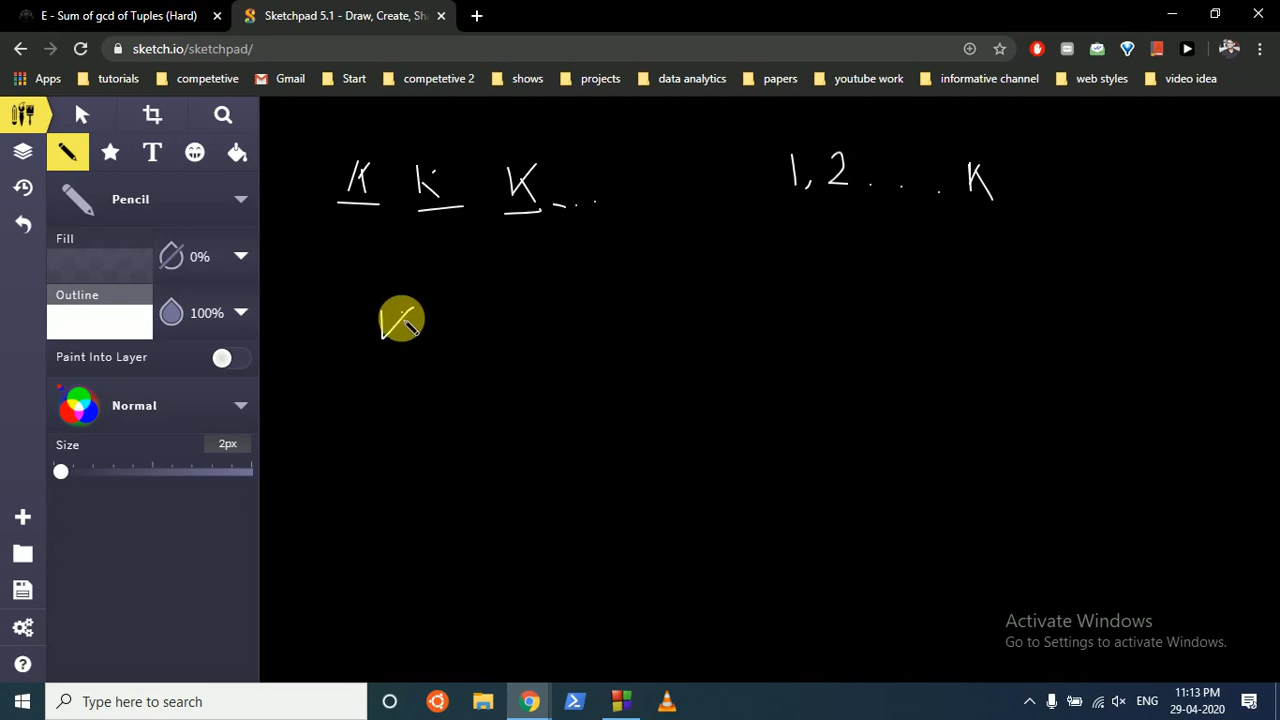 E - Sum of gcd of Tuples (Hard)
Sketchpad 5.1 - Draw, Create, Sha
sketch.io/sketchpad/
Apps tutorials competetive Gmail Start competetive 2 shows projects data analytics papers youtube work informative channel web styles video idea
K K K ... 1, 2 . . . . K
Pencil
Fill
0%
K
Outline
100%
Paint Into Layer
Normal
Size
2px
Activate Windows
Go to Settings to activate Windows.
Type here to search
ENG
11:13 PM
29-04-2020